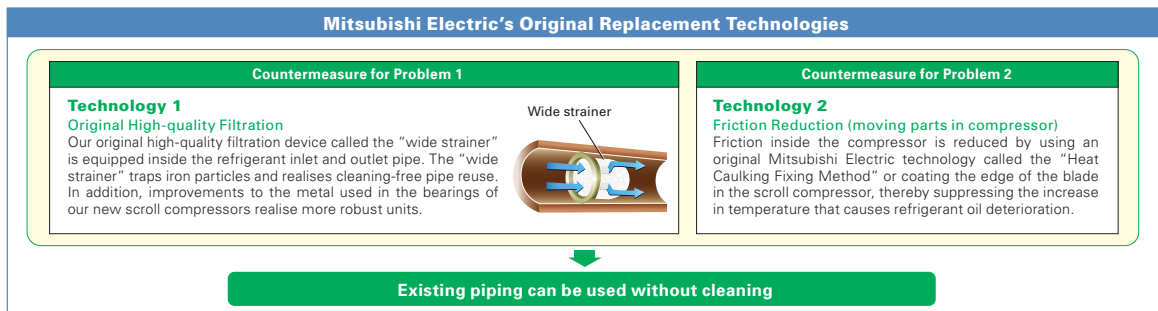 Mitsubishi Electric's Original Replacement Technologies
Countermeasure for Problem 1
Technology 1
Original High-quality Filtration
Our original high-quality filtration device called the “wide strainer”
is equipped inside the refrigerant inlet and outlet pipe. The “wide
strainer” traps iron particles and realises cleaning-free pipe reuse.
In addition, improvements to the metal used in the bearings of
our new scroll compressors realise more robust units.
Wide strainer
Countermeasure for Problem 2
Technology 2
Friction Reduction (moving parts in compressor)
Friction inside the compressor is reduced by using an
original Mitsubishi Electric technology called the “Heat
Caulking Fixing Method” or coating the edge of the blade
in the scroll compressor, thereby suppressing the increase
in temperature that causes refrigerant oil deterioration.
Existing piping can be used without cleaning